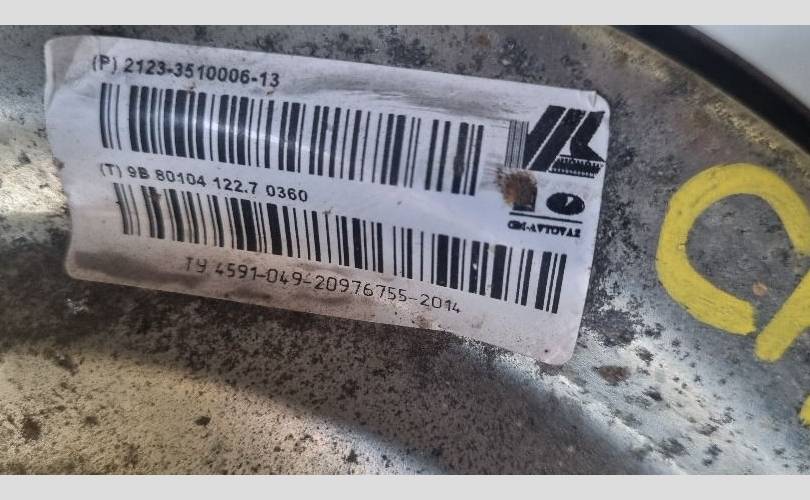 (P) 2123-3510006-13
(T) 9B 80104 122.7 0360
GM-AVTOVAZ
ТУ 4591-049-20976755-2014